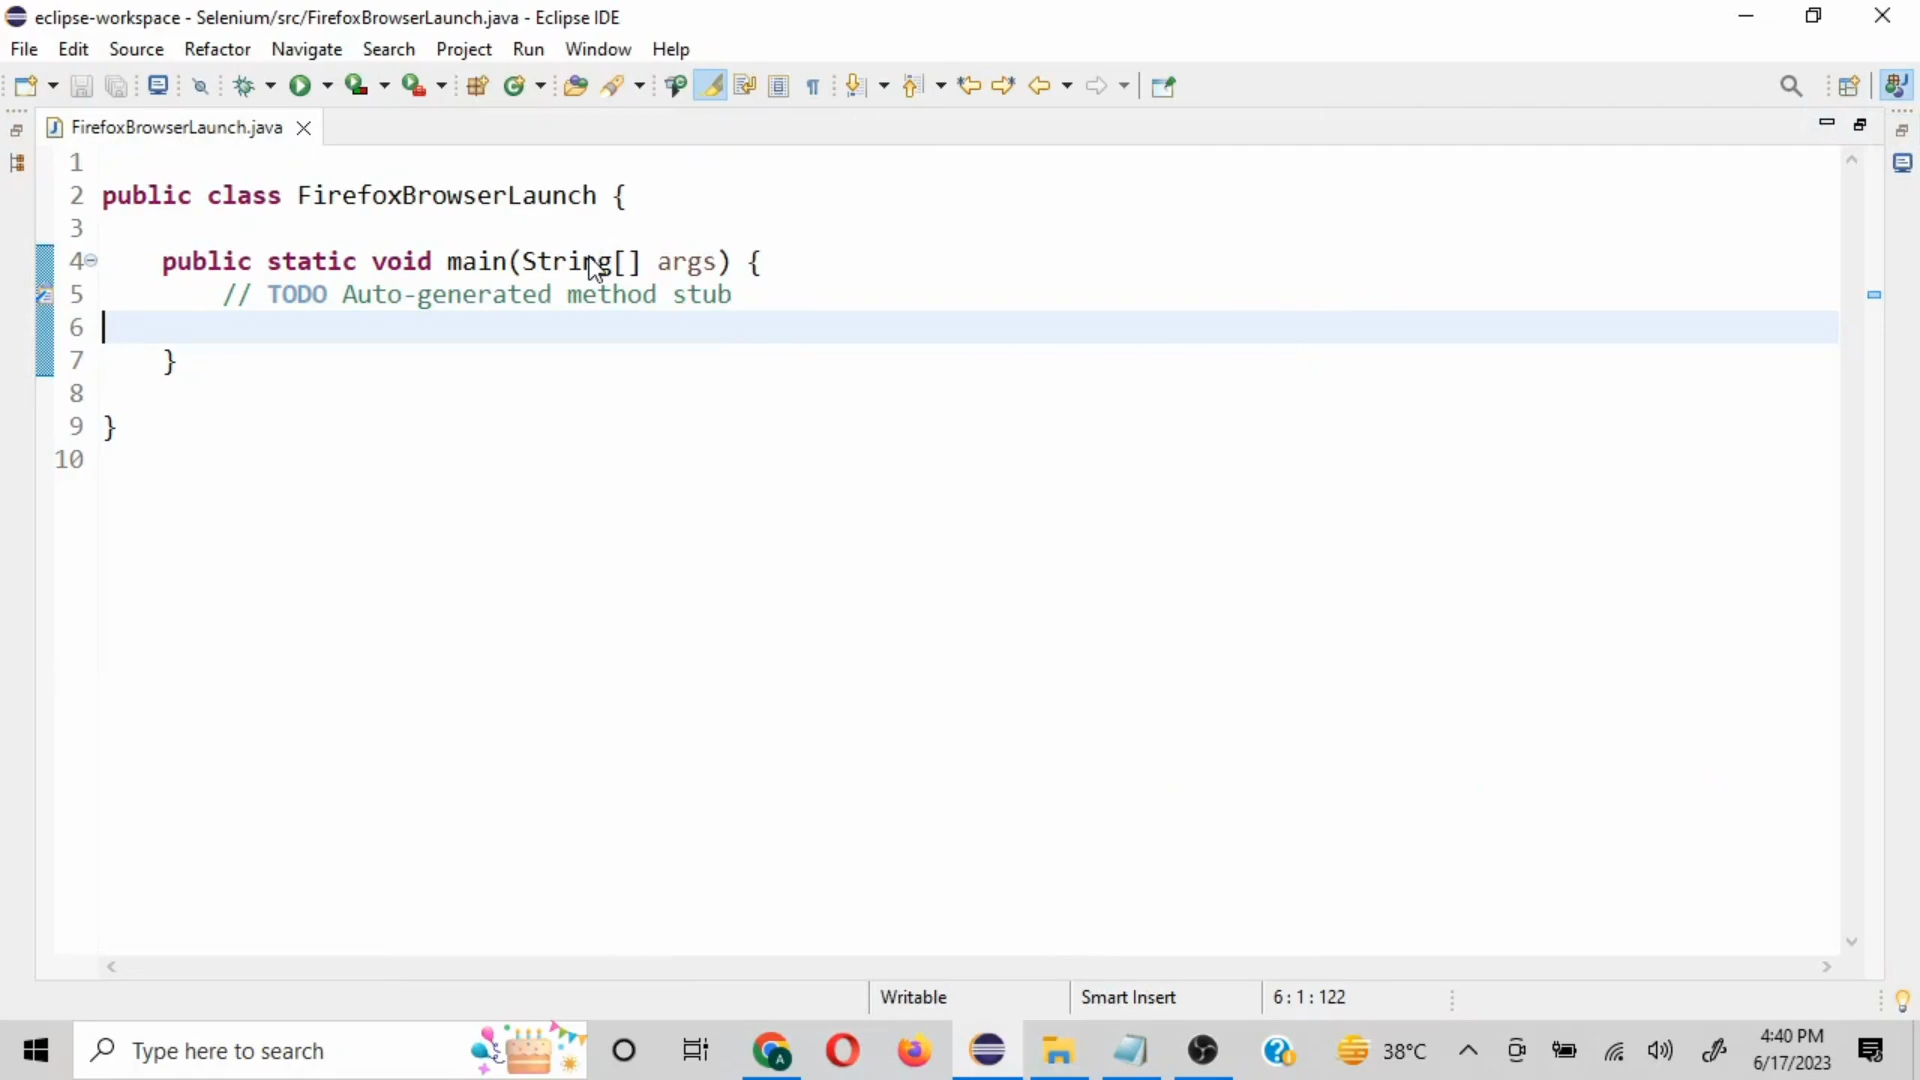 eclipse-workspace - Selenium/src/FirefoxBrowserLaunch.java - Eclipse IDE
File Edit Source Refactor Navigate Search Project Run Window Help
FirefoxBrowserLaunch.java
1
2 public class FirefoxBrowserLaunch {
3
4 public static void main(String[] args) {
5 // TODO Auto-generated method stub
6
7 }
8
9 }
10
Writable Smart Insert 6 : 1 : 122
Type here to search 38°C 4:40 PM
6/17/2023